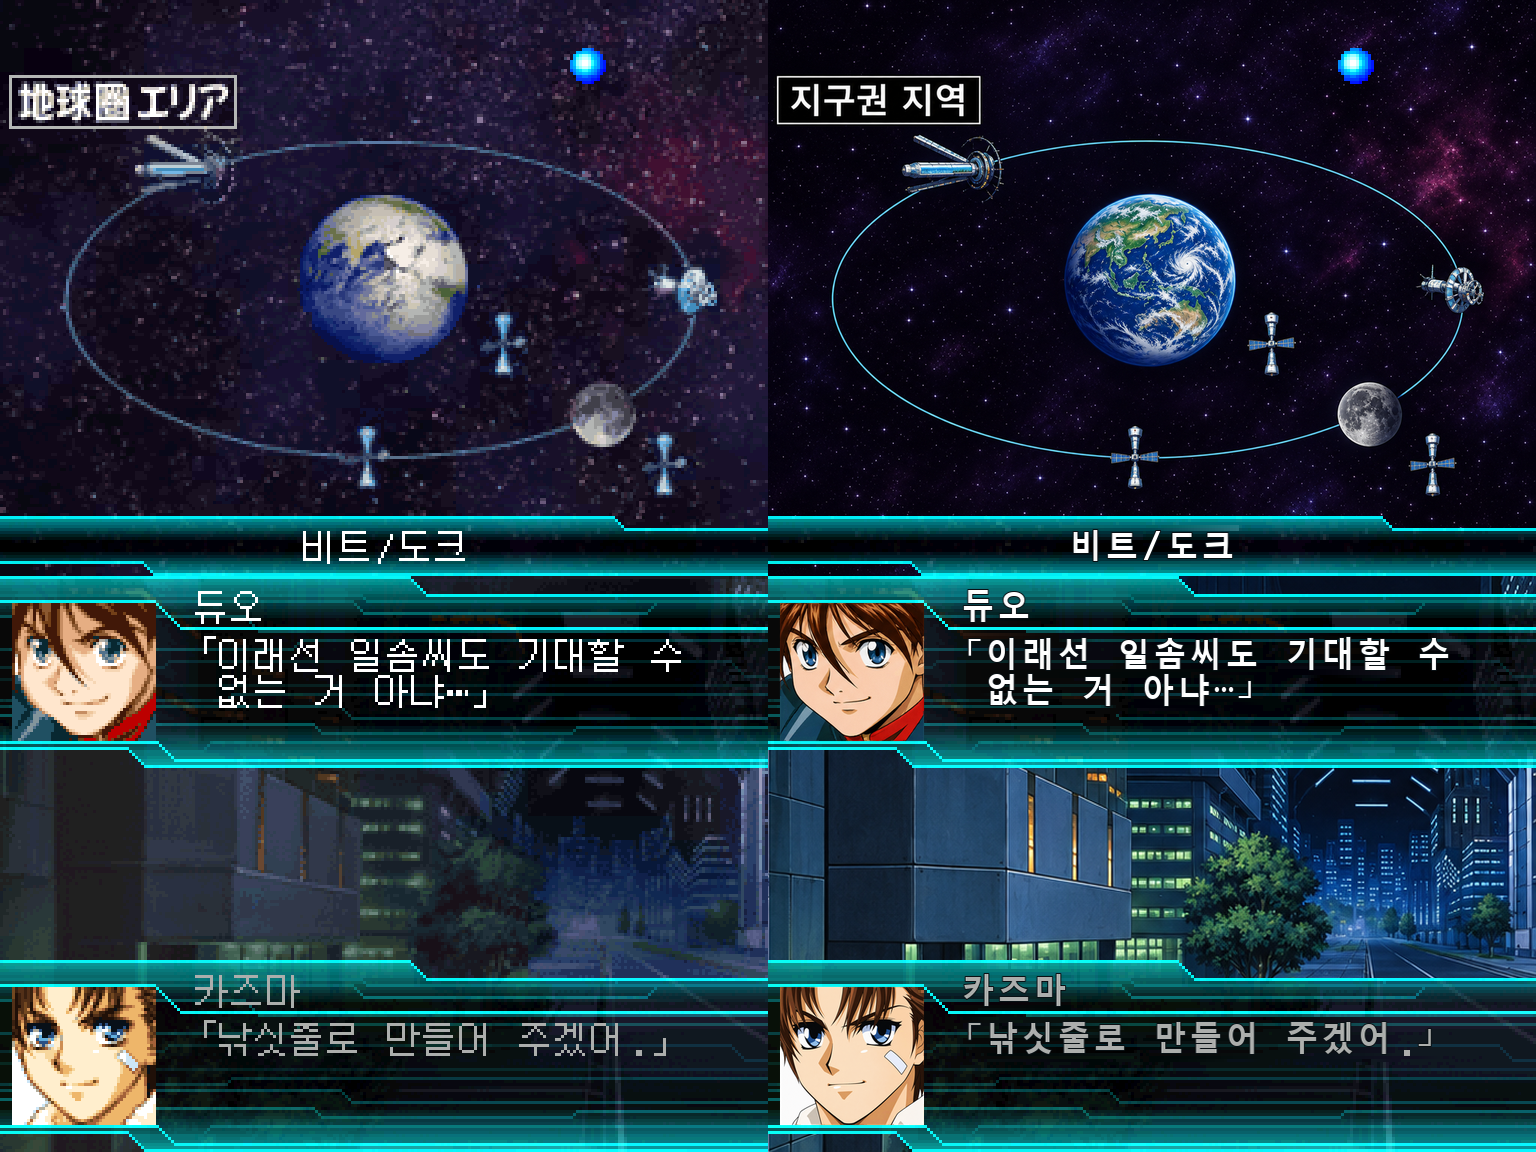 地球圏エリア
비트/도크
듀오
「이래선 일솜씨도 기대할 수
없는 거 아냐…」
카즈마
「낚싯줄로 만들어 주겠어.」
지구권 지역
비트/도크
듀오
「이래선 일솜씨도 기대할 수
없는 거 아냐…」
카즈마
「낚싯줄로 만들어 주겠어.」